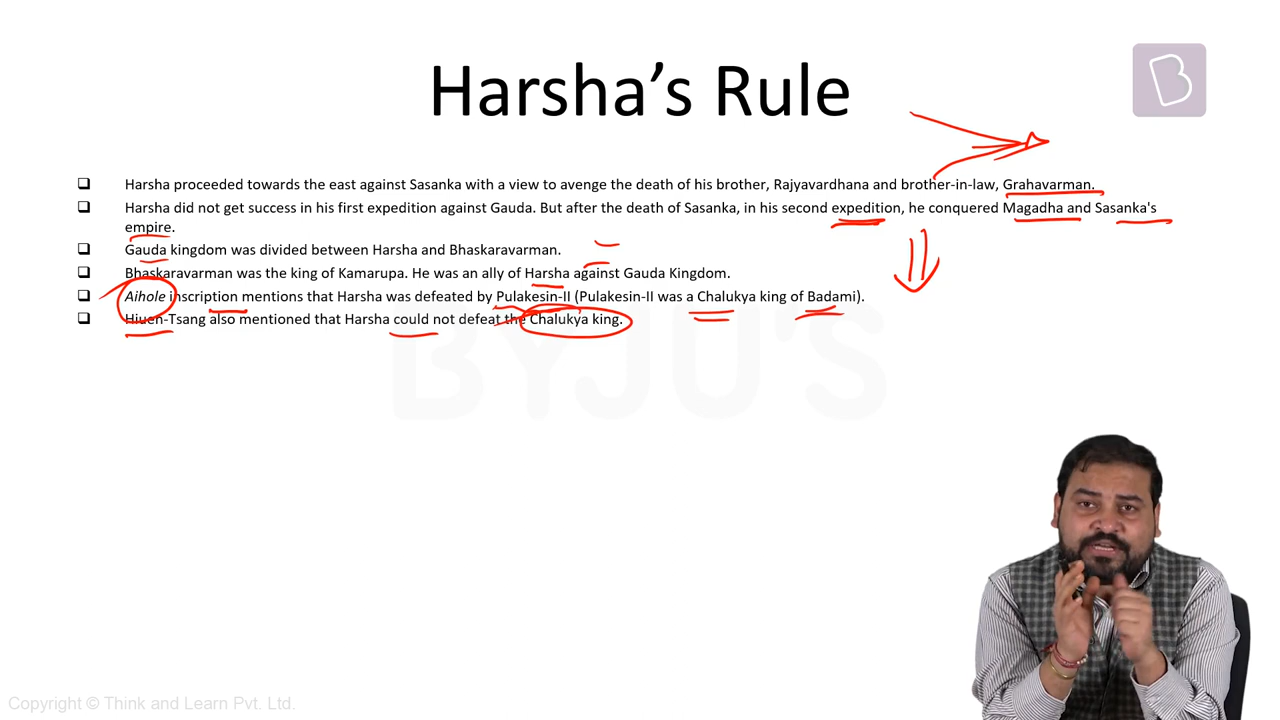 Harsha's Rule
Harsha proceeded towards the east against Sasanka with a view to avenge the death of his brother, Rajyavardhana and brother-in-law, Grahavarman.
Harsha did not get success in his first expedition against Gauda. But after the death of Sasanka, in his second expedition, he conquered Magadha and Sasanka's
empire.
Gauda kingdom was divided between Harsha and Bhaskaravarman.
Bhaskaravarman was the king of Kamarupa. He was an ally of Harsha against Gauda Kingdom.
Aihole inscription mentions that Harsha was defeated by Pulakesin-II (Pulakesin-II was a Chalukya king of Badami).
Hiuen-Tsang also mentioned that Harsha could not defeat the Chalukya king.
BYJU'S
Copyright © Think and Learn Pvt. Ltd.